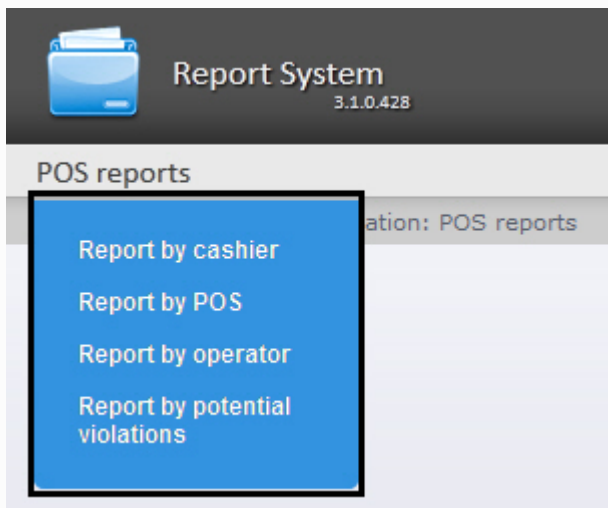 Report System
3.1.0.428
POS reports
ation: POS reports
Report by cashier
Report by POS
Report by operator
Report by potential
violations